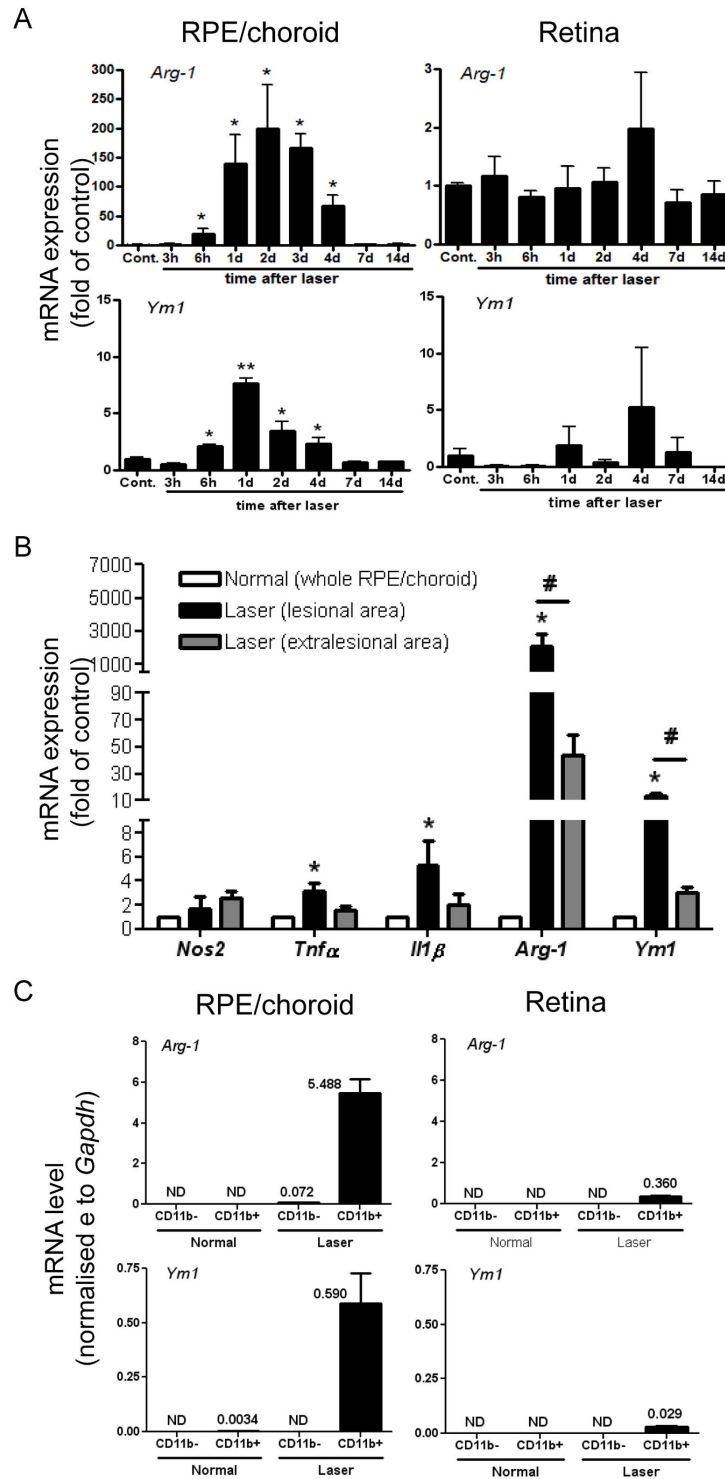 A
RPE/choroid
Retina
mRNA expression
(fold of control)
Arg-1
300
250
200
150
100
50
0
*
*
*
*
*
Cont. 3h 6h 1d 2d 3d 4d 7d 14d
time after laser
Arg-1
3
2
1
0
Cont. 3h 6h 1d 2d 4d 7d 14d
time after laser
Ym1
15
10
5
0
*
**
*
*
Cont. 3h 6h 1d 2d 4d 7d 14d
time after laser
Ym1
15
10
5
0
Cont. 3h 6h 1d 2d 4d 7d 14d
time after laser
B
mRNA expression
(fold of control)
7000
5000
3000
1000
90
70
50
30
10
8
6
4
2
0
Normal (whole RPE/choroid)
Laser (lesional area)
Laser (extralesional area)
*
*
*
#
*
#
Nos2 Tnfα Il1β Arg-1 Ym1
C
RPE/choroid
Retina
mRNA level
(normalised e to Gapdh)
Arg-1
8
6
4
2
0
ND ND 0.072 5.488
CD11b- CD11b+ CD11b- CD11b+
Normal Laser
Arg-1
8
6
4
2
0
ND ND ND 0.360
CD11b- CD11b+ CD11b- CD11b+
Normal Laser
Ym1
0.75
0.50
0.25
0.00
ND 0.0034 ND 0.590
CD11b- CD11b+ CD11b- CD11b+
Normal Laser
Ym1
0.75
0.50
0.25
0.00
ND ND ND 0.029
CD11b- CD11b+ CD11b- CD11b+
Normal Laser